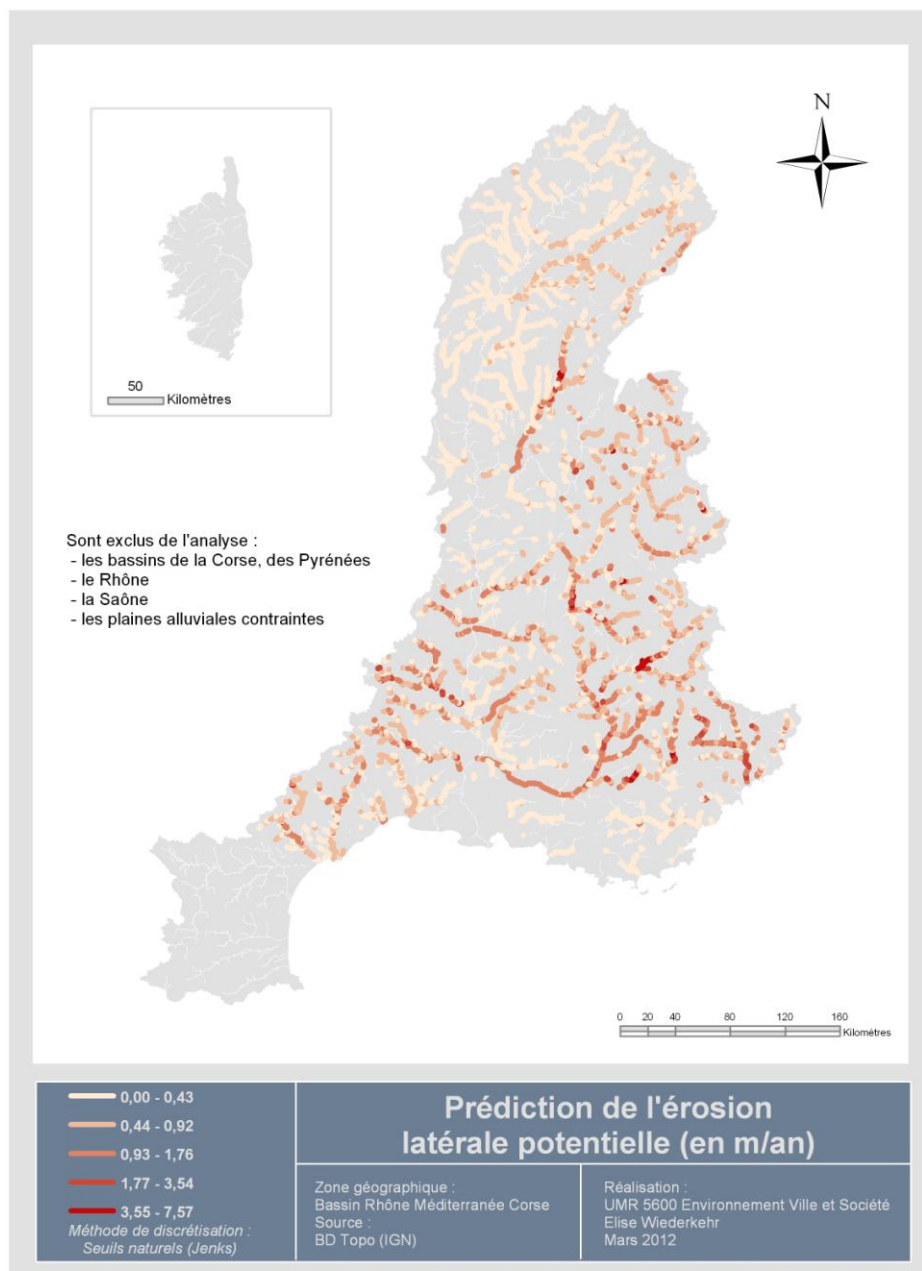 N
50
Kilomètres
Sont exclus de l'analyse :
- les bassins de la Corse, des Pyrénées
- le Rhône
- la Saône
- les plaines alluviales contraintes
0 20 40 80 120 160
Kilomètres
0,00 - 0,43
0,44 - 0,92
0,93 - 1,76
1,77 - 3,54
3,55 - 7,57
Méthode de discrétisation :
Seuils naturels (Jenks)
Prédiction de l'érosion
latérale potentielle (en m/an)
Zone géographique :
Bassin Rhône Méditerranée Corse
Source :
BD Topo (IGN)
Réalisation :
UMR 5600 Environnement Ville et Société
Elise Wiederkehr
Mars 2012